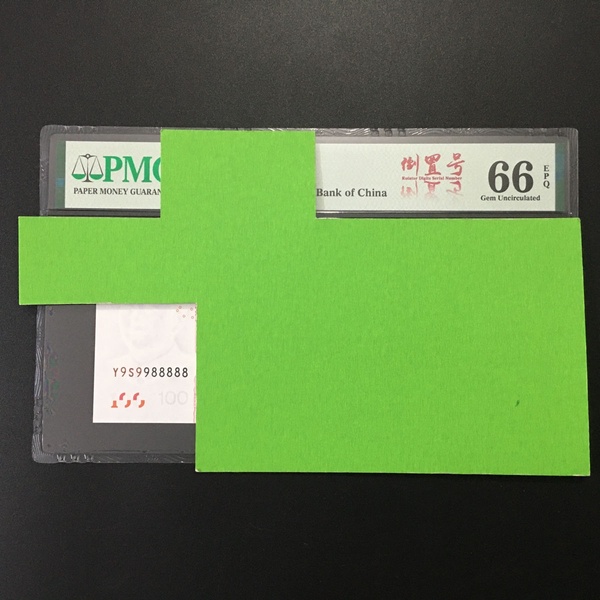 PMG
PAPER MONEY GUARAN
Bank of China
倒置号
Rotator Digits Serial Number
66
EPQ
Gem Uncirculated
Y9S9988888
100